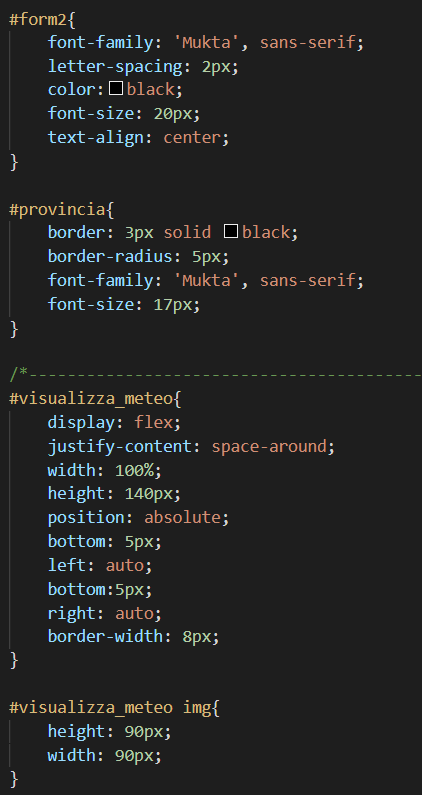 #form2{
font-family: 'Mukta', sans-serif;
letter-spacing: 2px;
color:black;
font-size: 20px;
text-align: center;
}
#provincia{
border: 3px solid black;
border-radius: 5px;
font-family: 'Mukta', sans-serif;
font-size: 17px;
}
/*-----------------------------------------
#visualizza_meteo{
display: flex;
justify-content: space-around;
width: 100%;
height: 140px;
position: absolute;
bottom: 5px;
left: auto;
bottom:5px;
right: auto;
border-width: 8px;
}
#visualizza_meteo img{
height: 90px;
width: 90px;
}